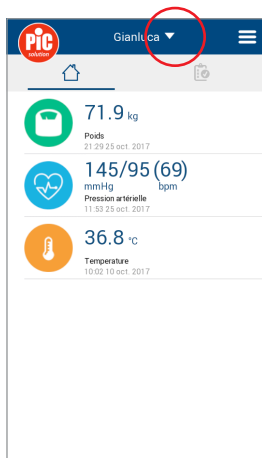 PiC
solution
Gianluca
71.9 kg
Poids
21:29 25 oct. 2017
145/95 (69)
mmHg bpm
Pression artérielle
11:53 25 oct. 2017
36.8 °C
Temperature
10:02 10 oct. 2017